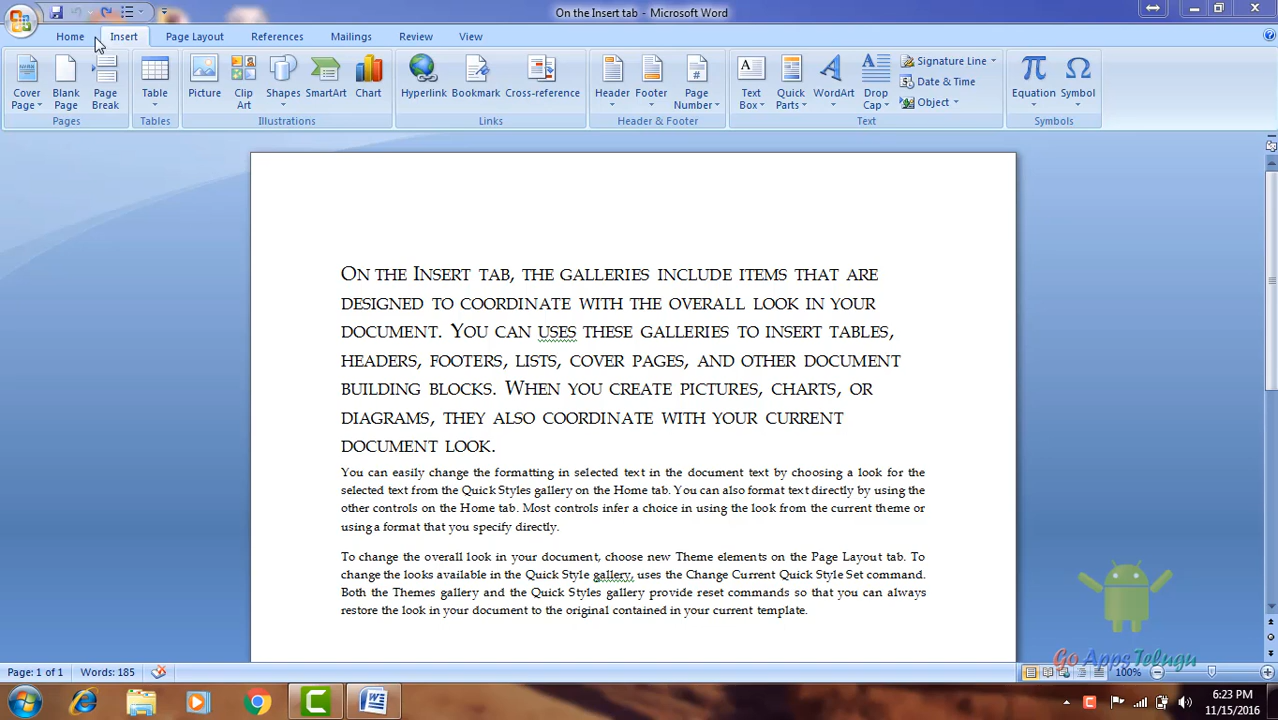 On the Insert tab - Microsoft Word
Home Insert Page Layout References Mailings Review View
Cover Page Blank Page Page Break Table Picture Clip Art Shapes SmartArt Chart Hyperlink Bookmark Cross-reference Header Footer Page Number Text Box Quick Parts WordArt Drop Cap Signature Line Date & Time Object Equation Symbol
Pages Tables Illustrations Links Header & Footer Text Symbols
On the Insert tab, the galleries include items that are
designed to coordinate with the overall look in your
document. You can uses these galleries to insert tables,
headers, footers, lists, cover pages, and other document
building blocks. When you create pictures, charts, or
diagrams, they also coordinate with your current
document look.
You can easily change the formatting in selected text in the document text by choosing a look for the
selected text from the Quick Styles gallery on the Home tab. You can also format text directly by using the
other controls on the Home tab. Most controls infer a choice in using the look from the current theme or
using a format that you specify directly.
To change the overall look in your document, choose new Theme elements on the Page Layout tab. To
change the looks available in the Quick Style gallery, uses the Change Current Quick Style Set command.
Both the Themes gallery and the Quick Styles gallery provide reset commands so that you can always
restore the look in your document to the original contained in your current template.
Go Apps Telugu
Page: 1 of 1 Words: 185 100%
6:23 PM
11/15/2016